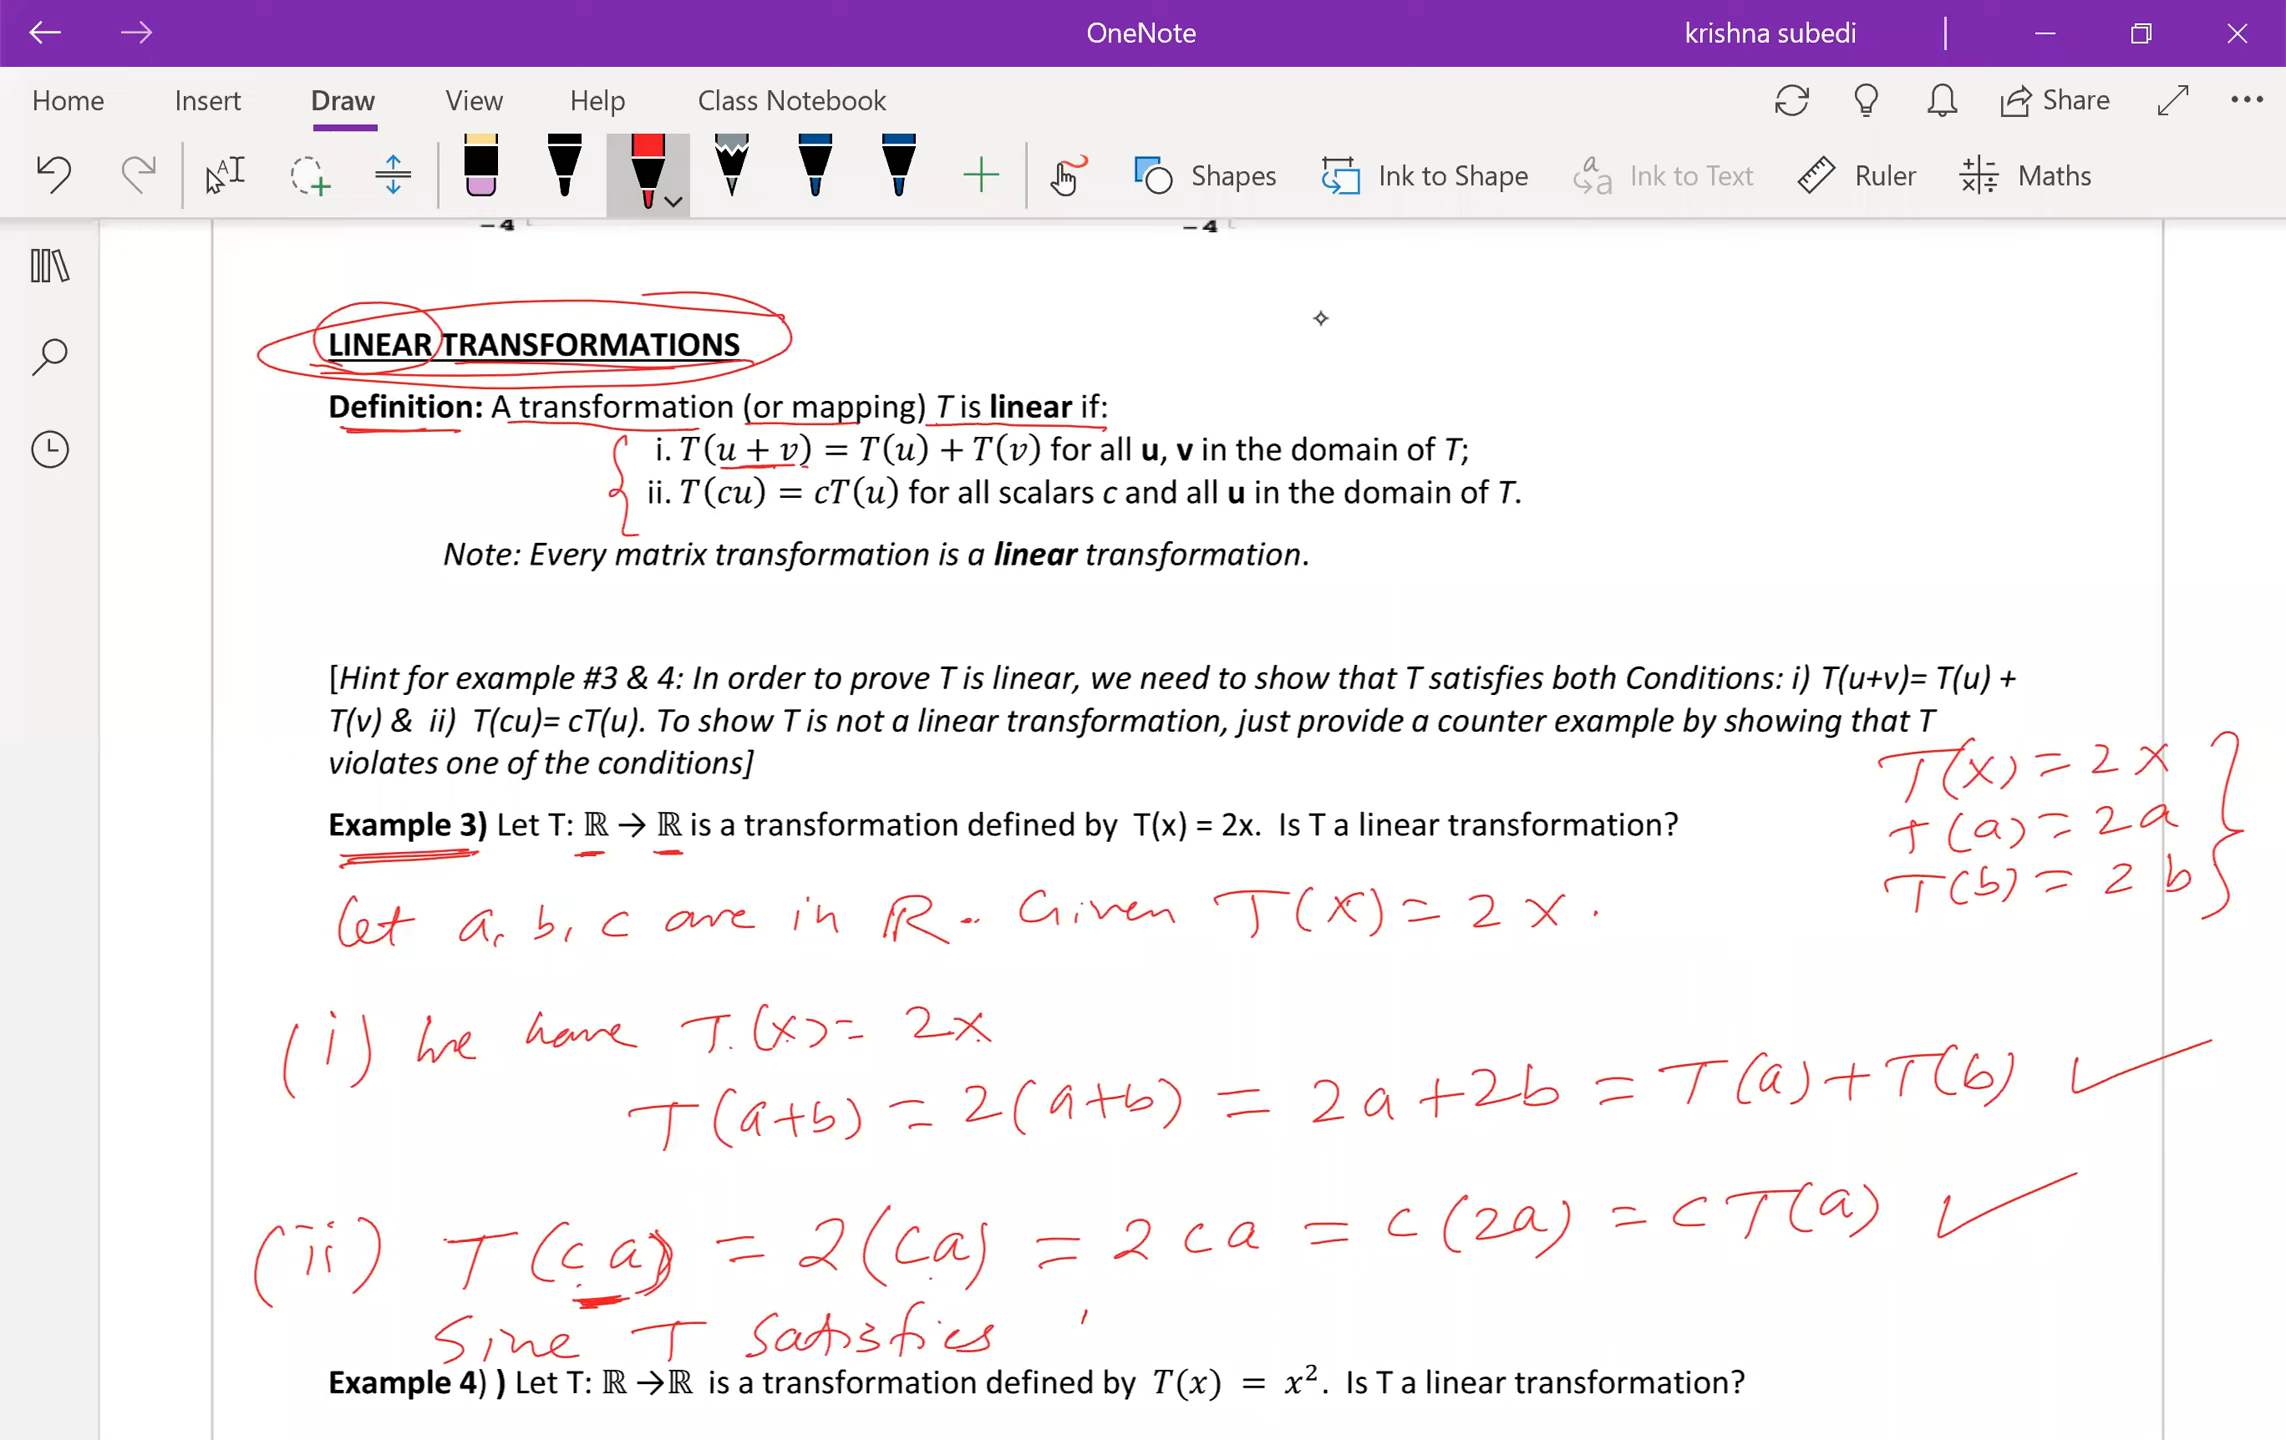 OneNote
krishna subedi
Home Insert Draw View Help Class Notebook
Share
Shapes Ink to Shape Ink to Text Ruler Maths
-4 -4
LINEAR TRANSFORMATIONS
Definition: A transformation (or mapping) T is linear if:
i. T(u + v) = T(u) + T(v) for all u, v in the domain of T;
ii. T(cu) = cT(u) for all scalars c and all u in the domain of T.
Note: Every matrix transformation is a linear transformation.
[Hint for example #3 & 4: In order to prove T is linear, we need to show that T satisfies both Conditions: i) T(u+v)= T(u) +
T(v) & ii) T(cu)= cT(u). To show T is not a linear transformation, just provide a counter example by showing that T
violates one of the conditions]
T(x) = 2x
T(a) = 2a
T(b) = 2b
Example 3) Let T: ℝ → ℝ is a transformation defined by T(x) = 2x. Is T a linear transformation?
Let a, b, c are in ℝ. Given T(x) = 2x.
(i) We have T(x) = 2x
T(a+b) = 2(a+b) = 2a+2b = T(a)+T(b) ✓
(ii) T(ca) = 2(ca) = 2ca = c(2a) = cT(a) ✓
Sine T satisfies
Example 4) ) Let T: ℝ →ℝ is a transformation defined by T(x) = x². Is T a linear transformation?